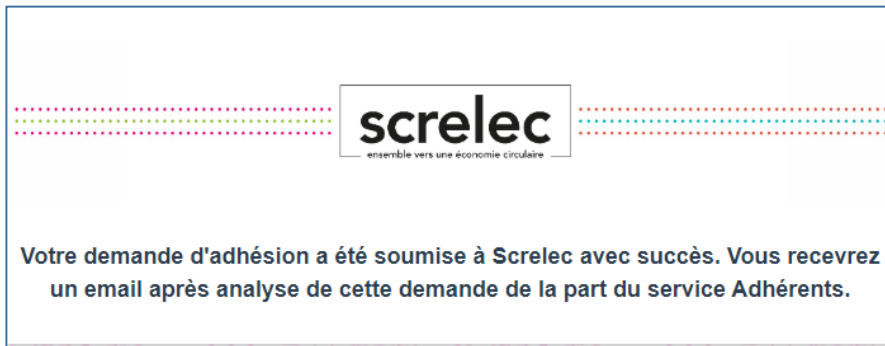 screlec
ensemble vers une économie circulaire
Votre demande d'adhésion a été soumise à Screlec avec succès. Vous recevrez
un email après analyse de cette demande de la part du service Adhérents.